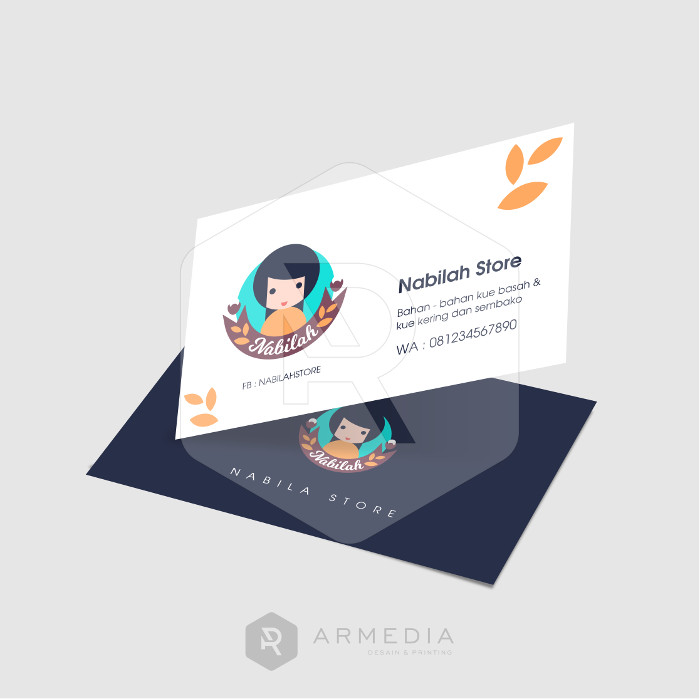 Nabilah Store
Bahan - bahan kue basah &
kue kering dan sembako
WA : 081234567890
Nabilah
FB : NABILAHSTORE
Nabilah
NABILA STORE
ARMEDIA
DESAIN & PRINTING